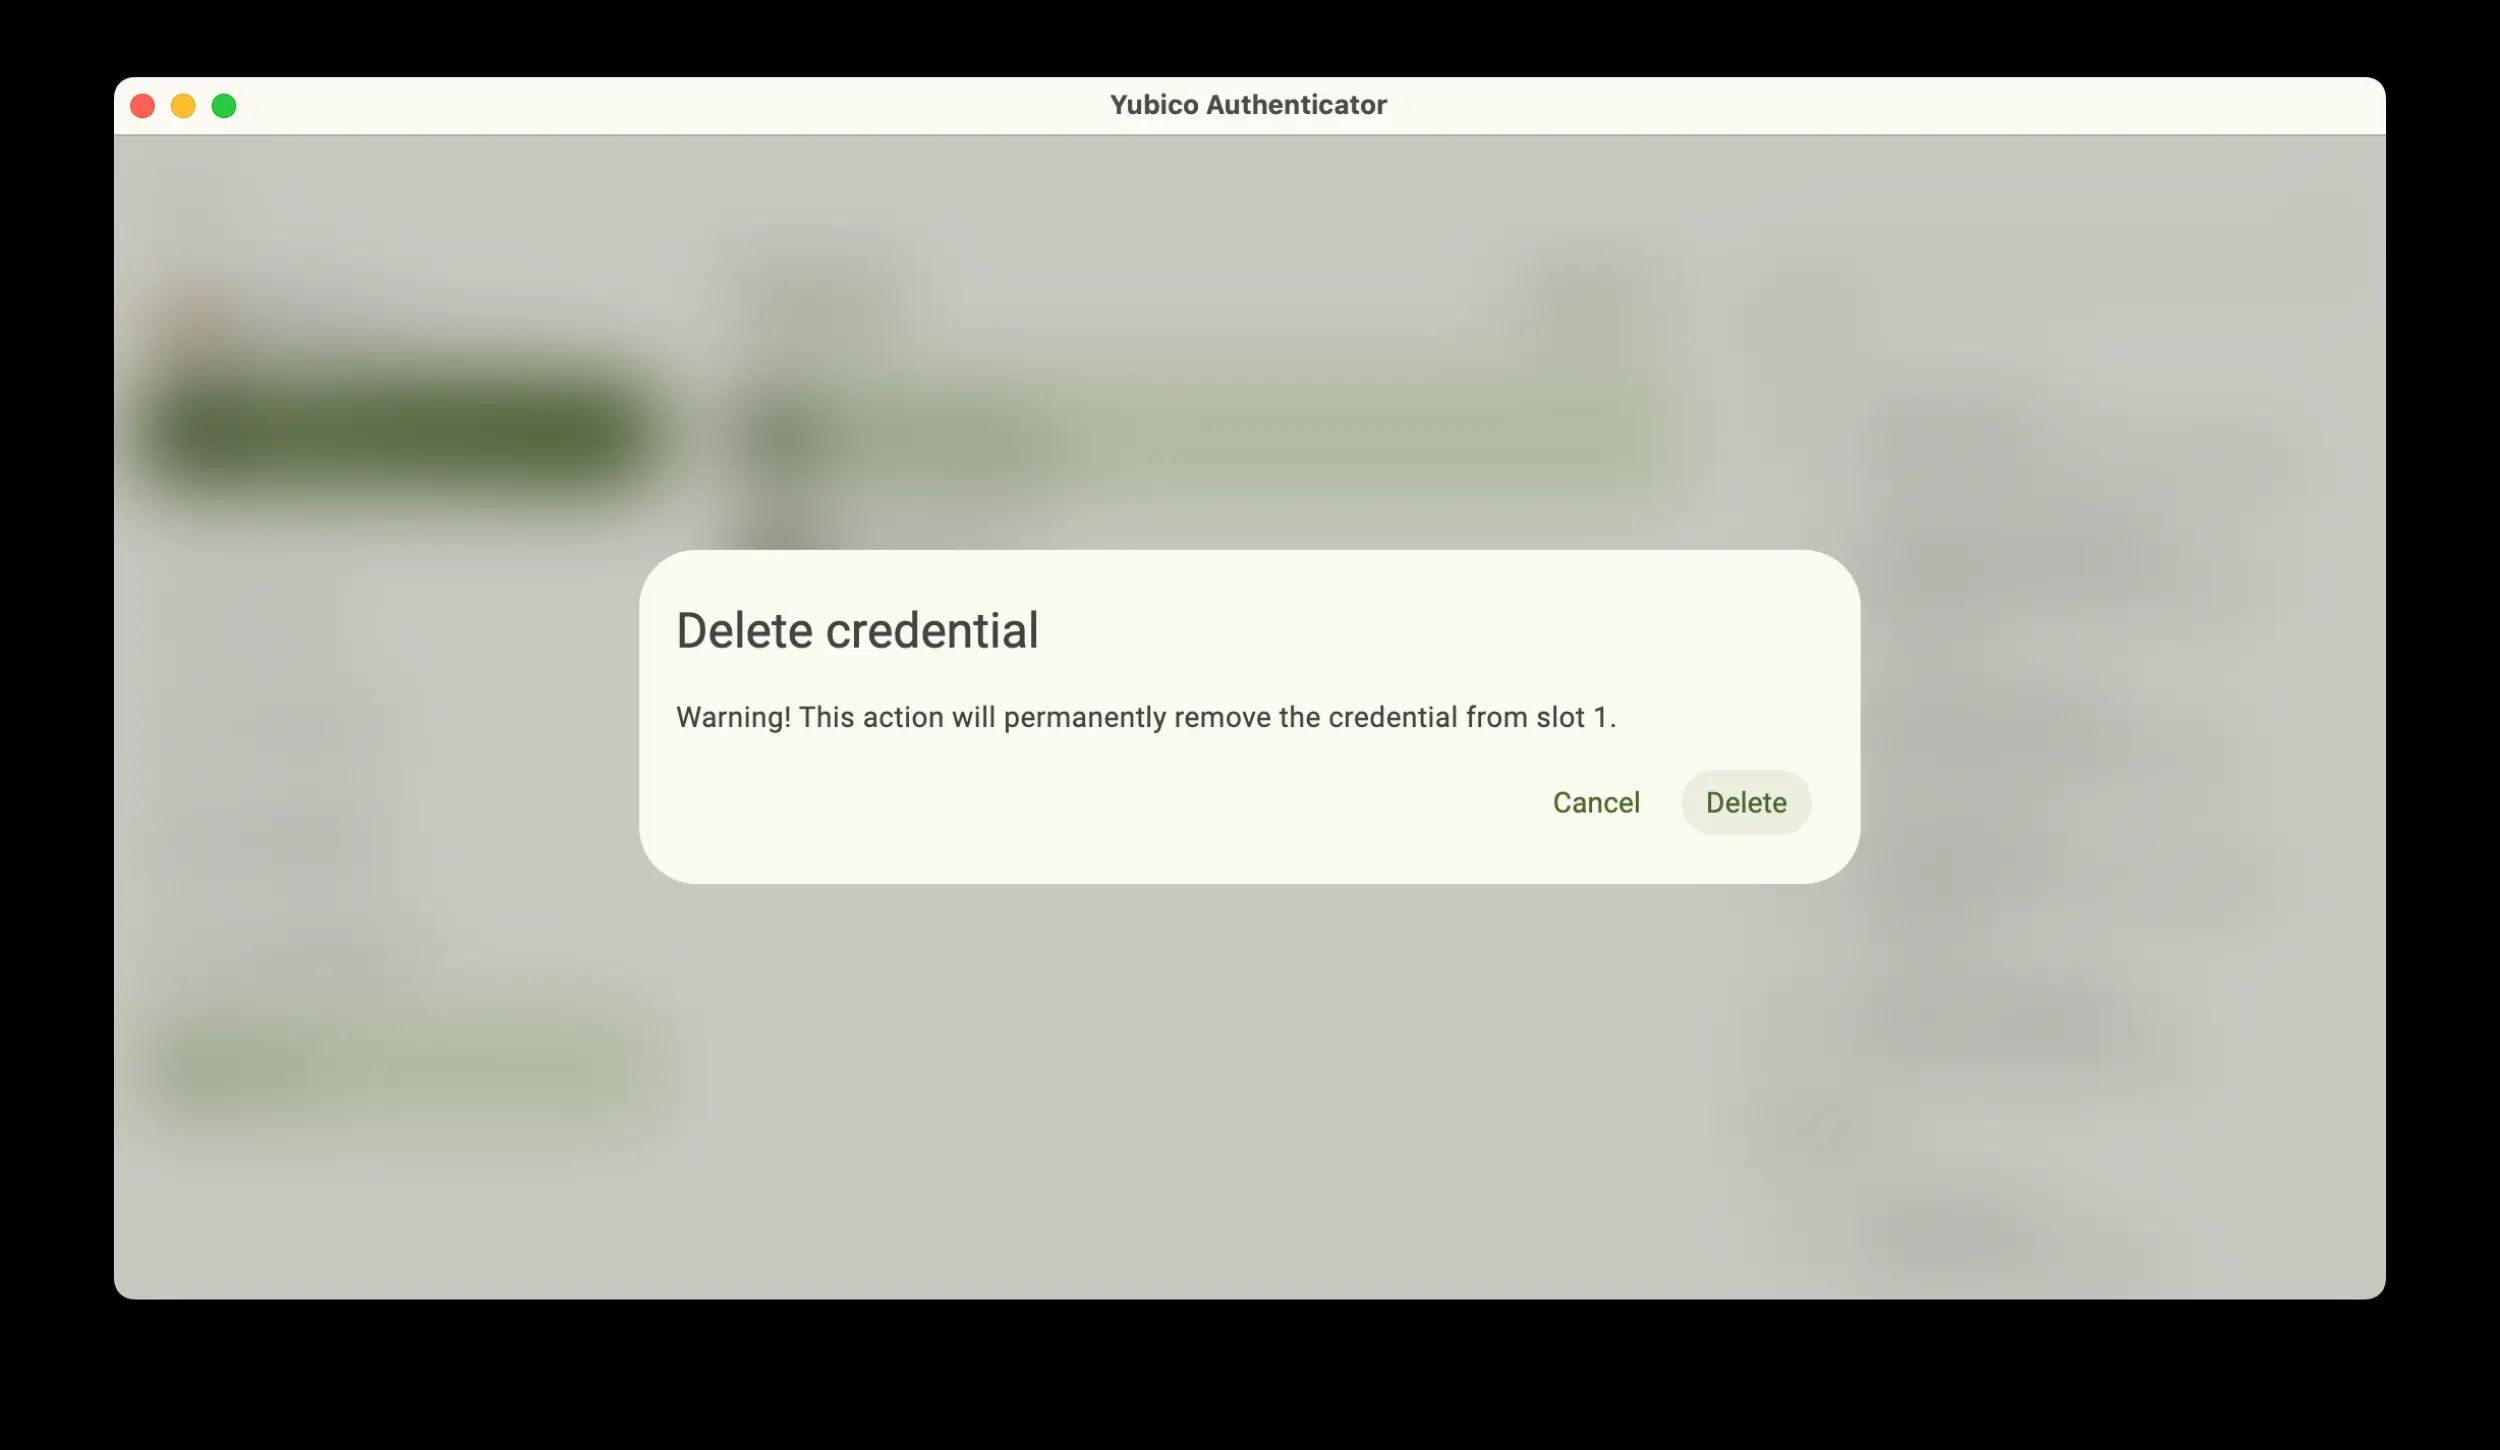 Yubico Authenticator
Delete credential
Warning! This action will permanently remove the credential from slot 1.
Cancel
Delete